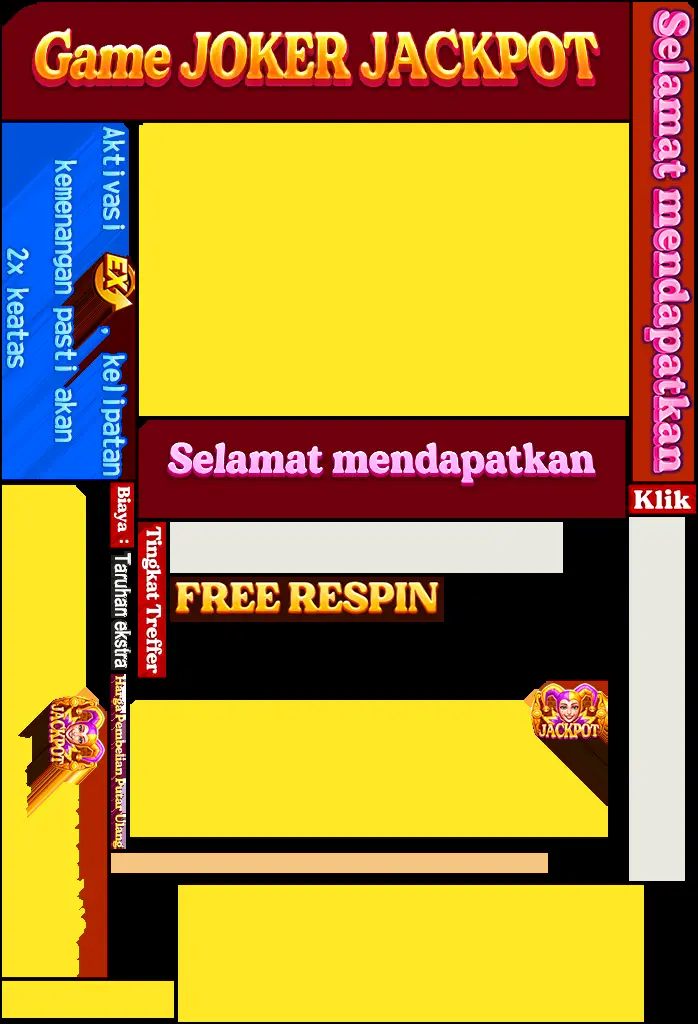 Game JOKER JACKPOT
Selamat mendapatkan
Aktivasi EX , kelipatan
kemenangan pasti akan
2x keatas
Selamat mendapatkan
Klik
Biaya :
Taruhan ekstra
Tingkat Treffer
FREE RESPIN
Harga Pembelian Putar Ulang
JACKPOT
JACKPOT